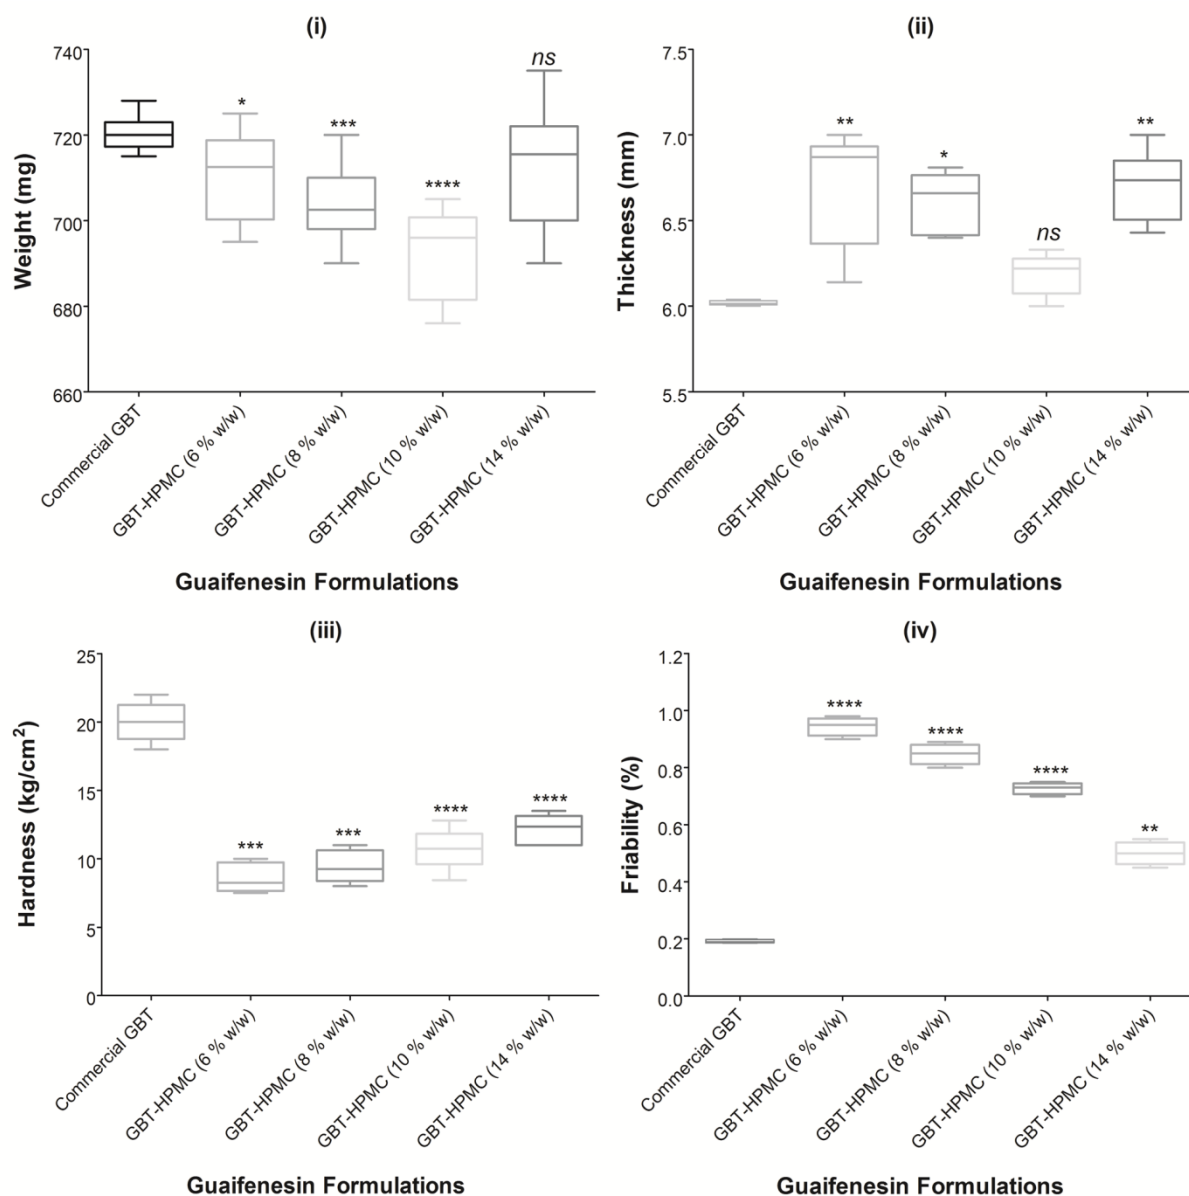 (i)
740
720
700
680
660
Weight (mg)
*
***
****
ns
Commercial GBT
GBT-HPMC (6 % w/w)
GBT-HPMC (8 % w/w)
GBT-HPMC (10 % w/w)
GBT-HPMC (14 % w/w)
Guaifenesin Formulations
(ii)
7.5
7.0
6.5
6.0
5.5
Thickness (mm)
**
*
ns
**
Commercial GBT
GBT-HPMC (6 % w/w)
GBT-HPMC (8 % w/w)
GBT-HPMC (10 % w/w)
GBT-HPMC (14 % w/w)
Guaifenesin Formulations
(iii)
25
20
15
10
5
0
Hardness (kg/cm²)
***
***
****
****
Commercial GBT
GBT-HPMC (6 % w/w)
GBT-HPMC (8 % w/w)
GBT-HPMC (10 % w/w)
GBT-HPMC (14 % w/w)
Guaifenesin Formulations
(iv)
1.2
1.0
0.8
0.6
0.4
0.2
0.0
Friability (%)
****
****
****
**
Commercial GBT
GBT-HPMC (6 % w/w)
GBT-HPMC (8 % w/w)
GBT-HPMC (10 % w/w)
GBT-HPMC (14 % w/w)
Guaifenesin Formulations